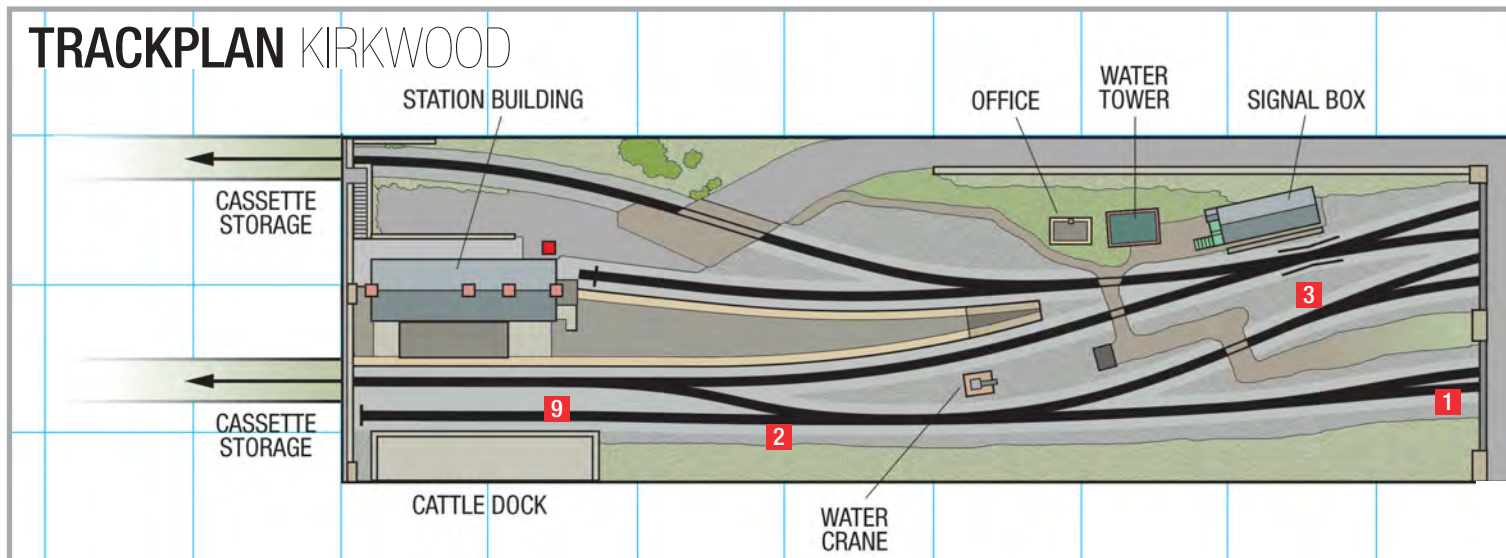 TRACKPLAN KIRKWOOD
STATION BUILDING
OFFICE
WATER
TOWER
SIGNAL BOX
CASSETTE
STORAGE
3
CASSETTE
STORAGE
9
2
1
CATTLE DOCK
WATER
CRANE